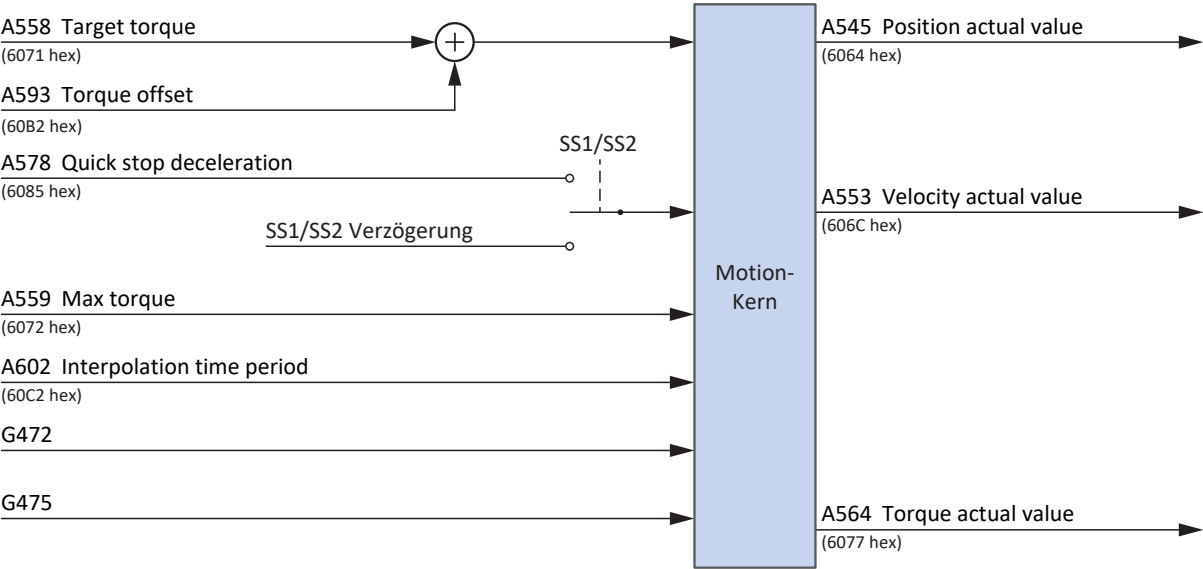 A558 Target torque
(6071 hex)
A593 Torque offset
(60B2 hex)
A578 Quick stop deceleration
(6085 hex)
SS1/SS2
SS1/SS2 Verzögerung
A559 Max torque
(6072 hex)
A602 Interpolation time period
(60C2 hex)
G472
G475
Motion-
Kern
A545 Position actual value
(6064 hex)
A553 Velocity actual value
(606C hex)
A564 Torque actual value
(6077 hex)